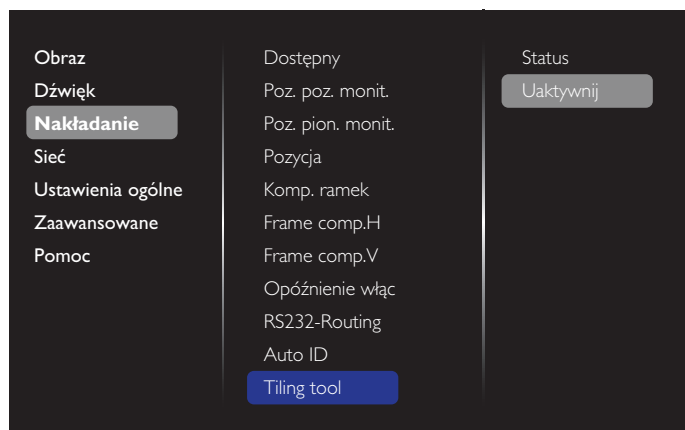 Obraz
Dźwięk
Nakładanie
Sieć
Ustawienia ogólne
Zaawansowane
Pomoc
Dostępny
Poz. poz. monit.
Poz. pion. monit.
Pozycja
Komp. ramek
Frame comp.H
Frame comp.V
Opóźnienie włąc
RS232-Routing
Auto ID
Tiling tool
Status
Uaktywnij